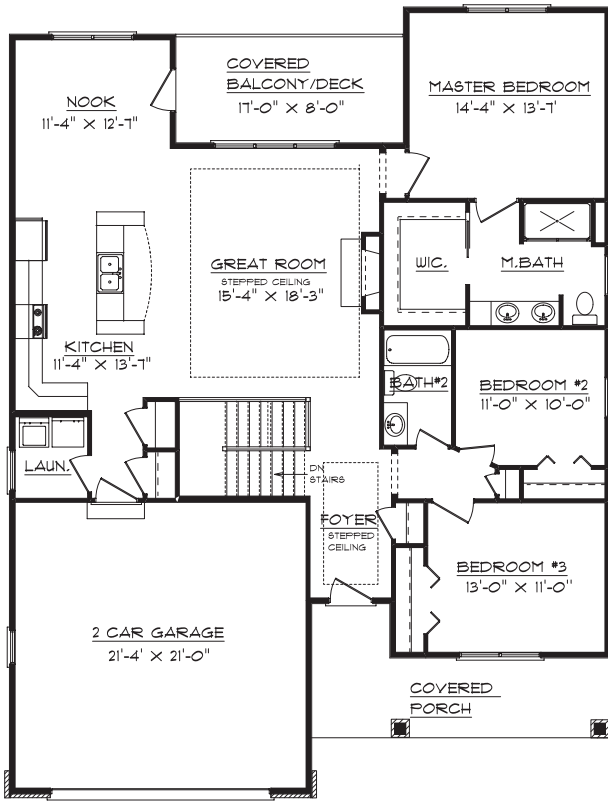 COVERED
BALCONY/DECK
17'-0" X 8'-0"
MASTER BEDROOM
14'-4" X 13'-7'
NOOK
11'-4" X 12'-7"
GREAT ROOM
STEPPED CEILING
15'-4" X 18'-3"
WIC.
M.BATH
KITCHEN
11'-4" X 13'-7"
BATH#2
BEDROOM #2
11'-0" X 10'-0"
LAUN.
DN
STAIRS
FOYER
STEPPED
CEILING
BEDROOM #3
13'-0" X 11'-0"
2 CAR GARAGE
21'-4' X 21'-0"
COVERED
PORCH